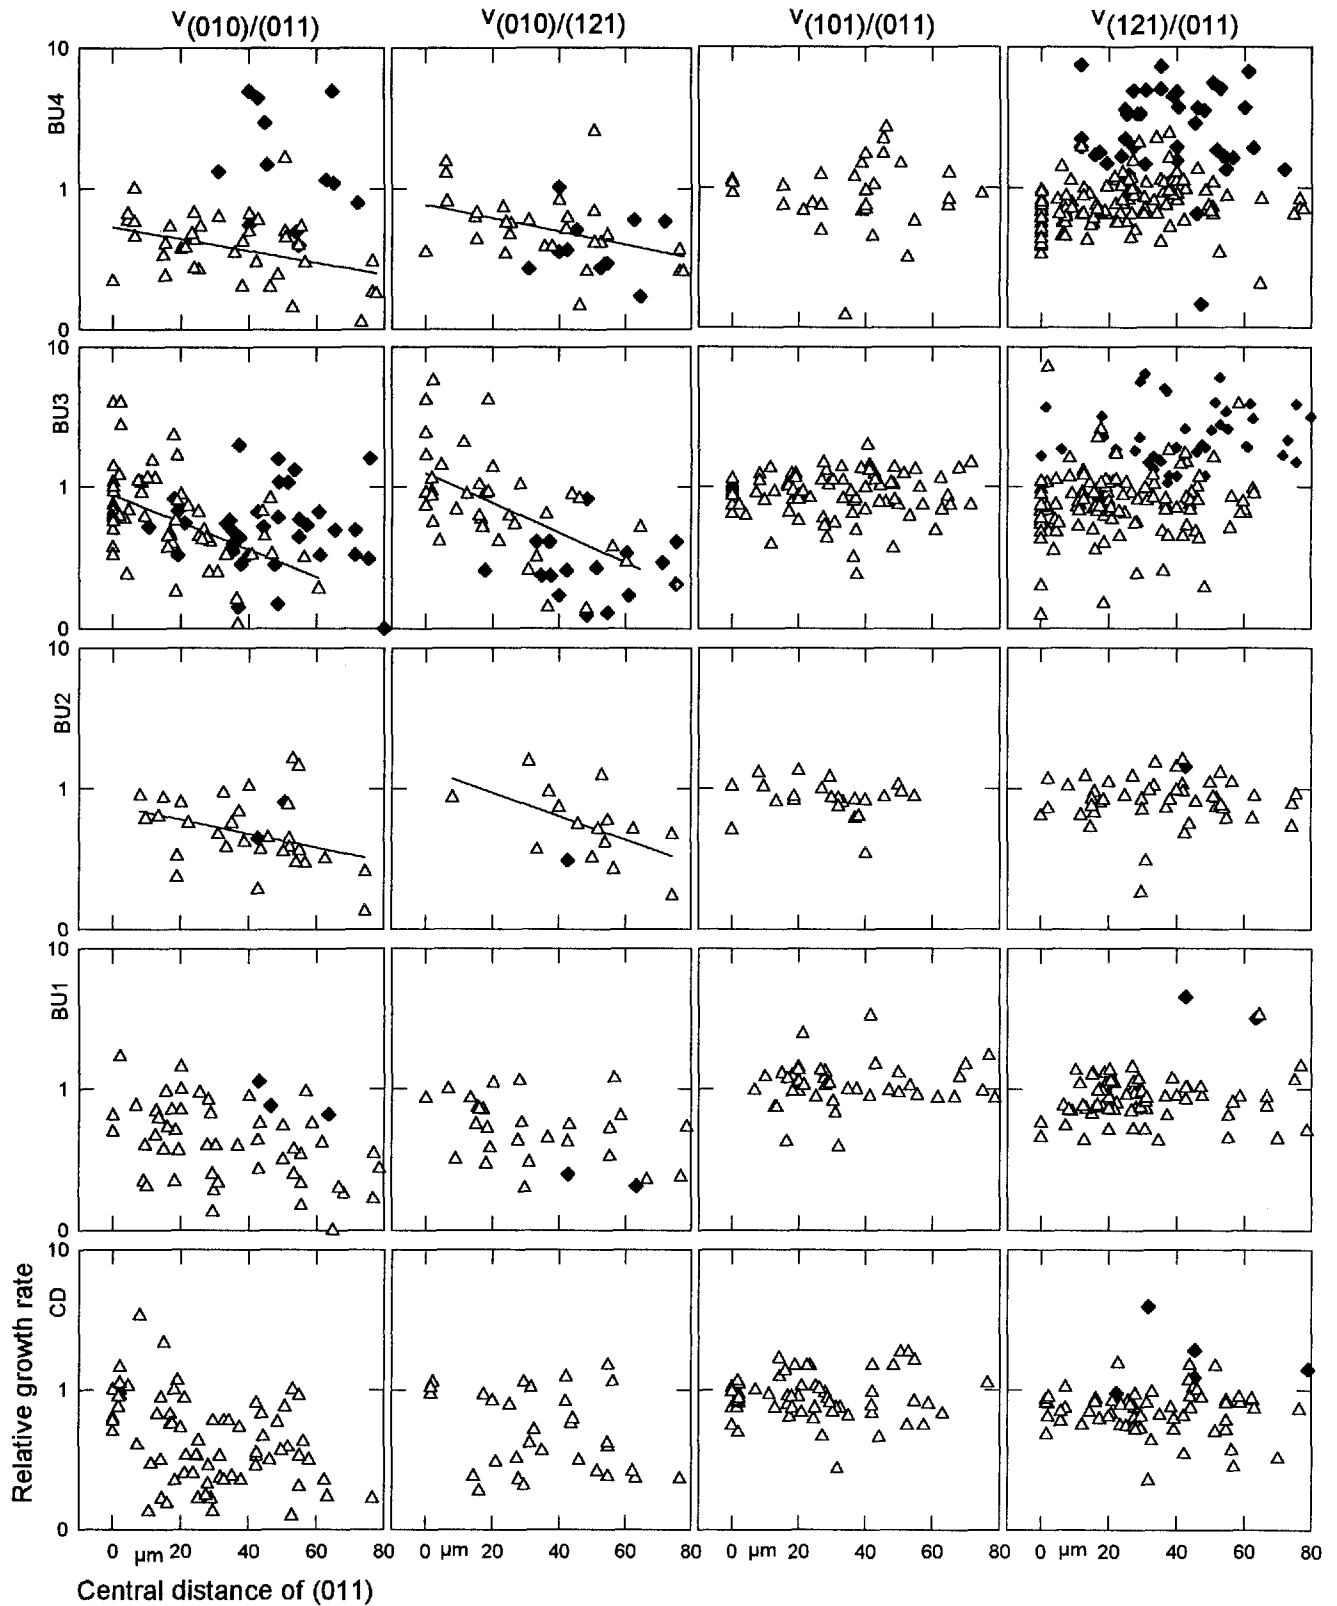 v(010)/(011) v(010)/(121) v(101)/(011) v(121)/(011)
10
BU4
1
0
10
BU3
1
0
10
BU2
1
0
10
BU1
1
0
10
Relative growth rate
CD
1
0
0 µm 20 40 60 80 0 µm 20 40 60 80 0 µm 20 40 60 80 0 µm 20 40 60 80
Central distance of (011)